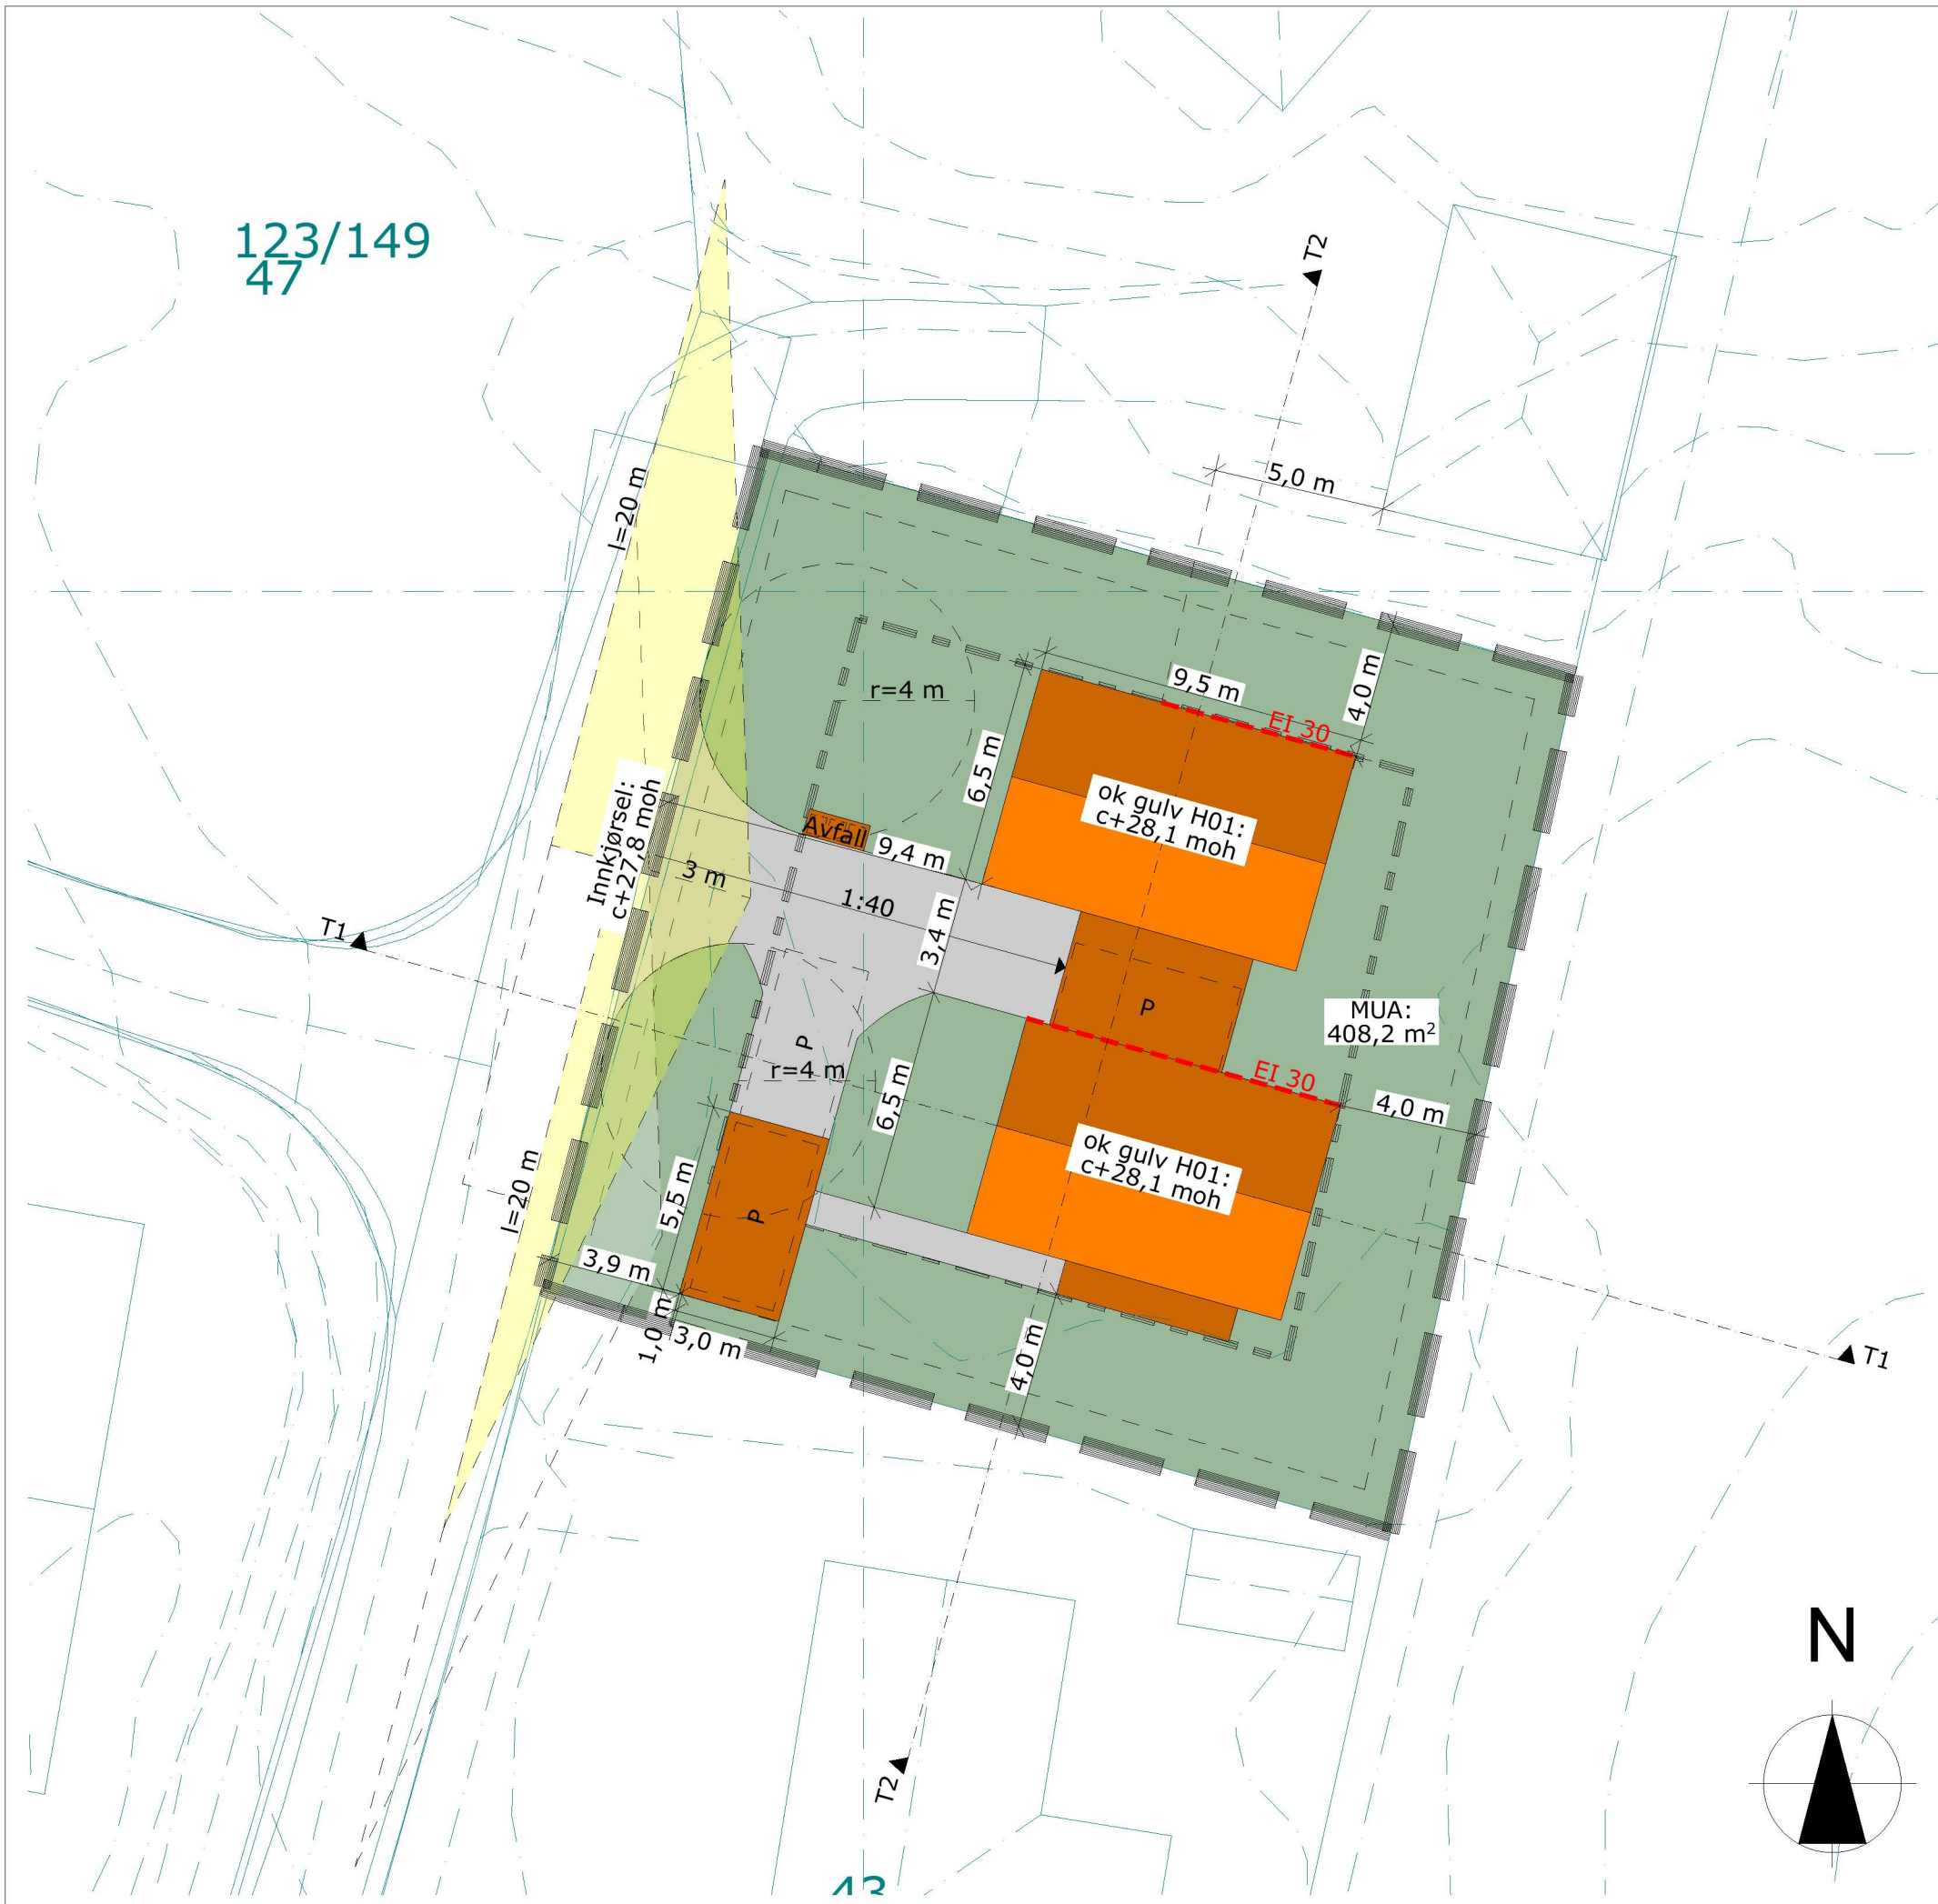 123/149
47
T2
5,0 m
l=20 m
9,5 m
4,0 m
r=4 m
EI 30
6,5 m
ok gulv H01:
c+28,1 moh
Innkjørsel:
c+27,8 moh
Avfall
9,4 m
3 m
1:40
3,4 m
T1
P
MUA:
408,2 m²
P
r=4 m
EI 30
4,0 m
6,5 m
ok gulv H01:
c+28,1 moh
l=20 m
5,5 m
P
3,9 m
1,0 m
3,0 m
4,0 m
T1
N
T2
43